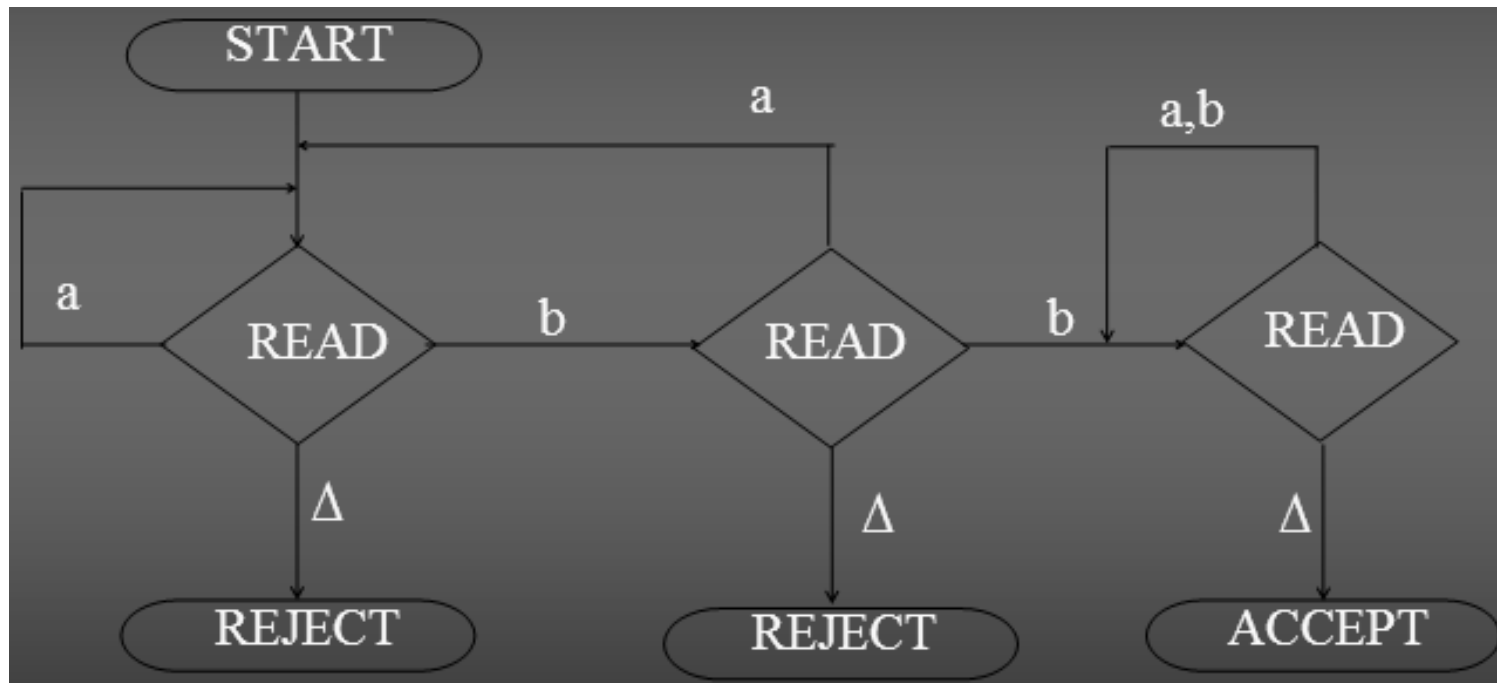 START
a
a,b
a
READ
b
READ
b
READ
Δ
Δ
Δ
REJECT
REJECT
ACCEPT